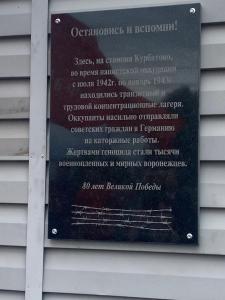 Остановись и вспомни!
Здесь, на станции Курбатово,
во время нацистской оккупации
с июля 1942г. по январь 1943г.
находились транзитный и
трудовой концентрационные лагеря.
Оккупанты насильно отправляли
советских граждан в Германию
на каторжные работы.
Жертвами геноцида стали тысячи
военнопленных и мирных воронежцев.
80 лет Великой Победы